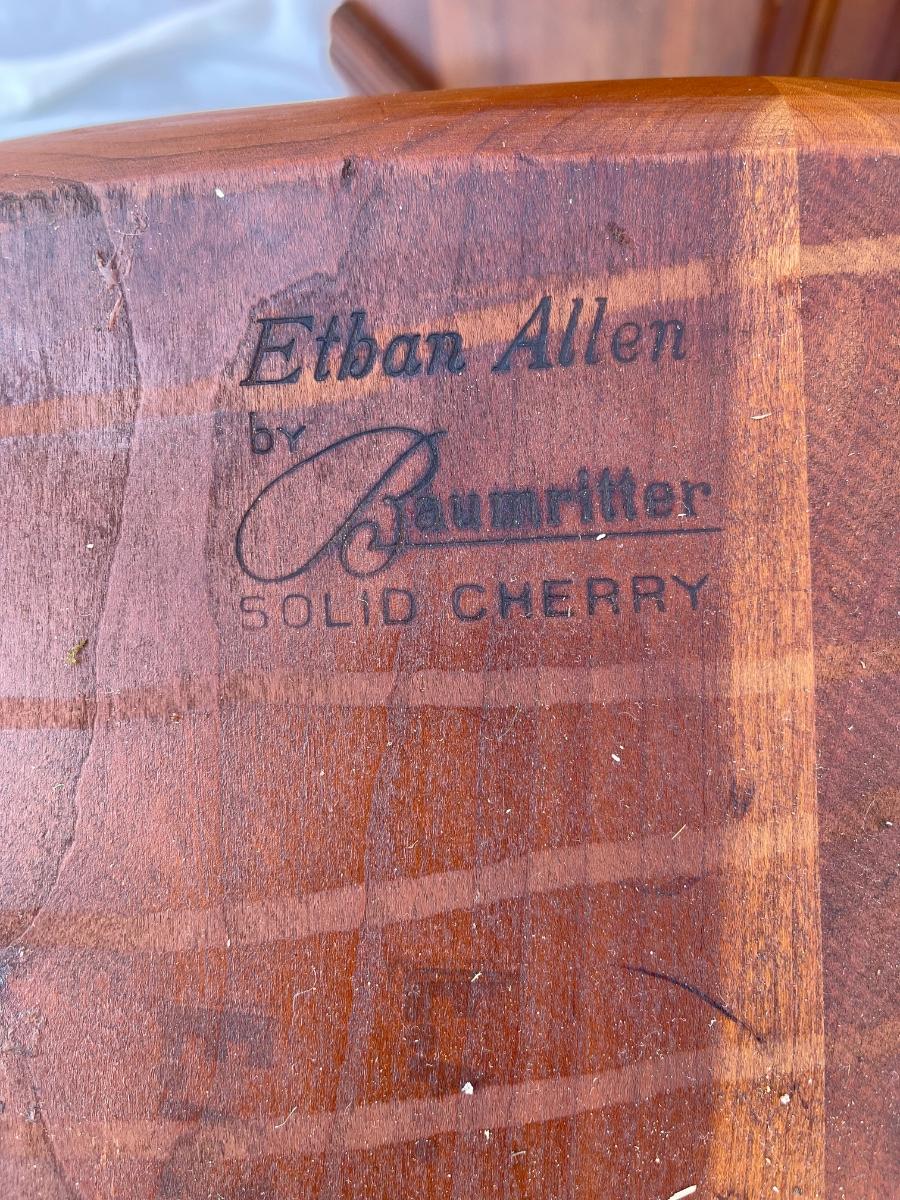 Ethan Allen
by
Baumritter
SOLID CHERRY